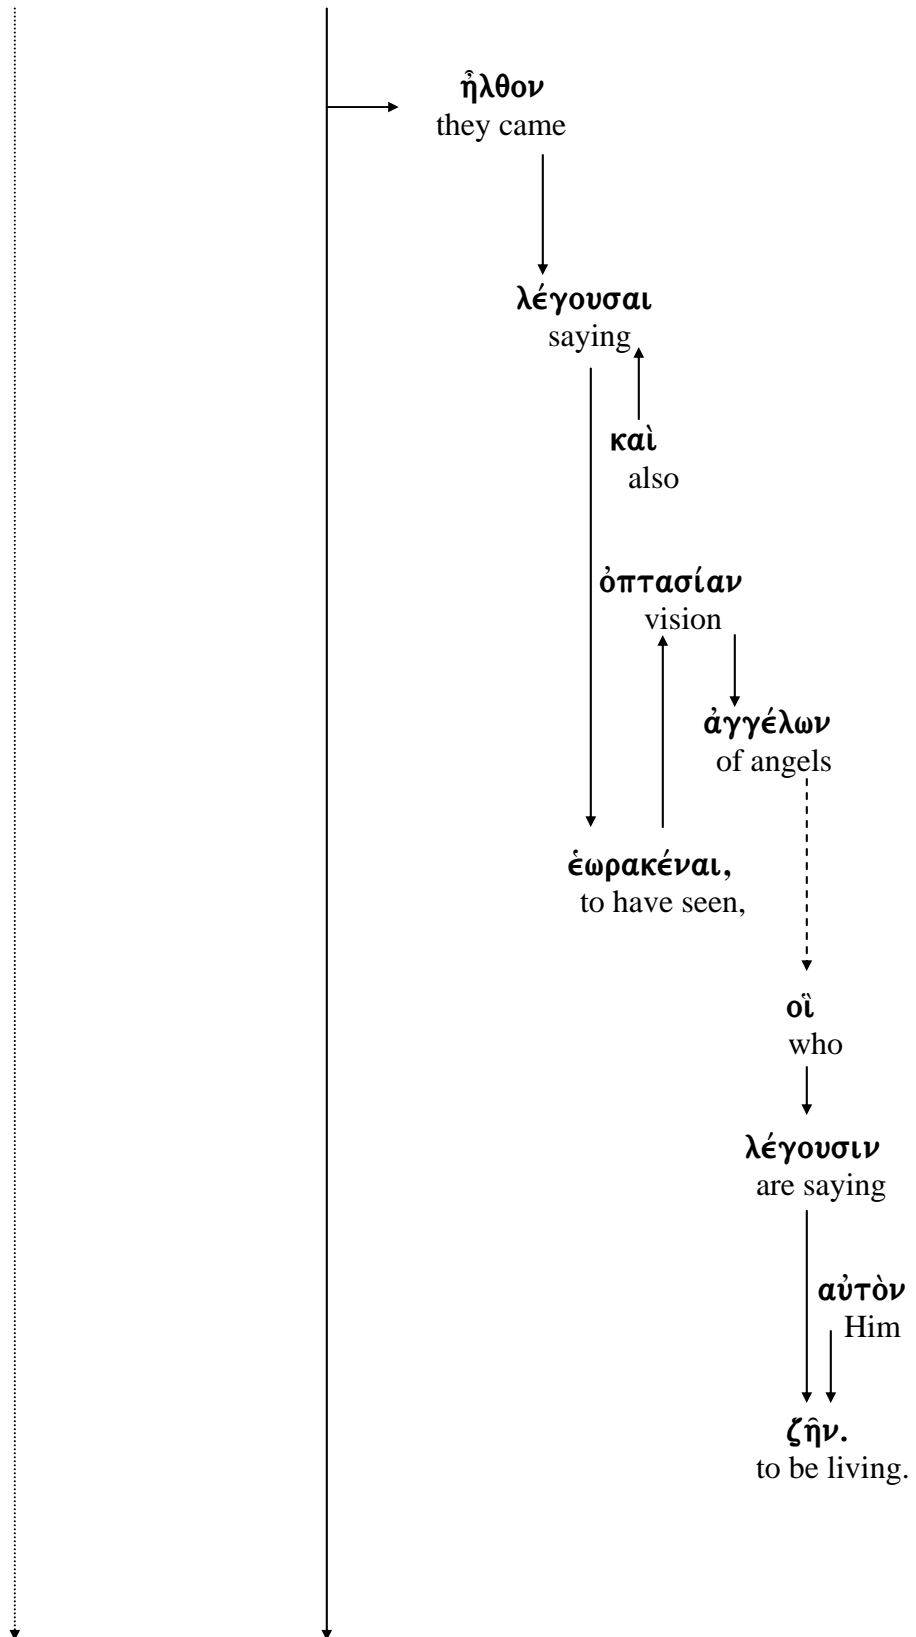 ἦλθον
they came
λέγουσαι
saying
καὶ
also
ὀπτασίαν
vision
ἀγγέλων
of angels
ἑωρακέναι,
to have seen,
οἳ
who
λέγουσιν
are saying
αὐτὸν
Him
ζῆν.
to be living.